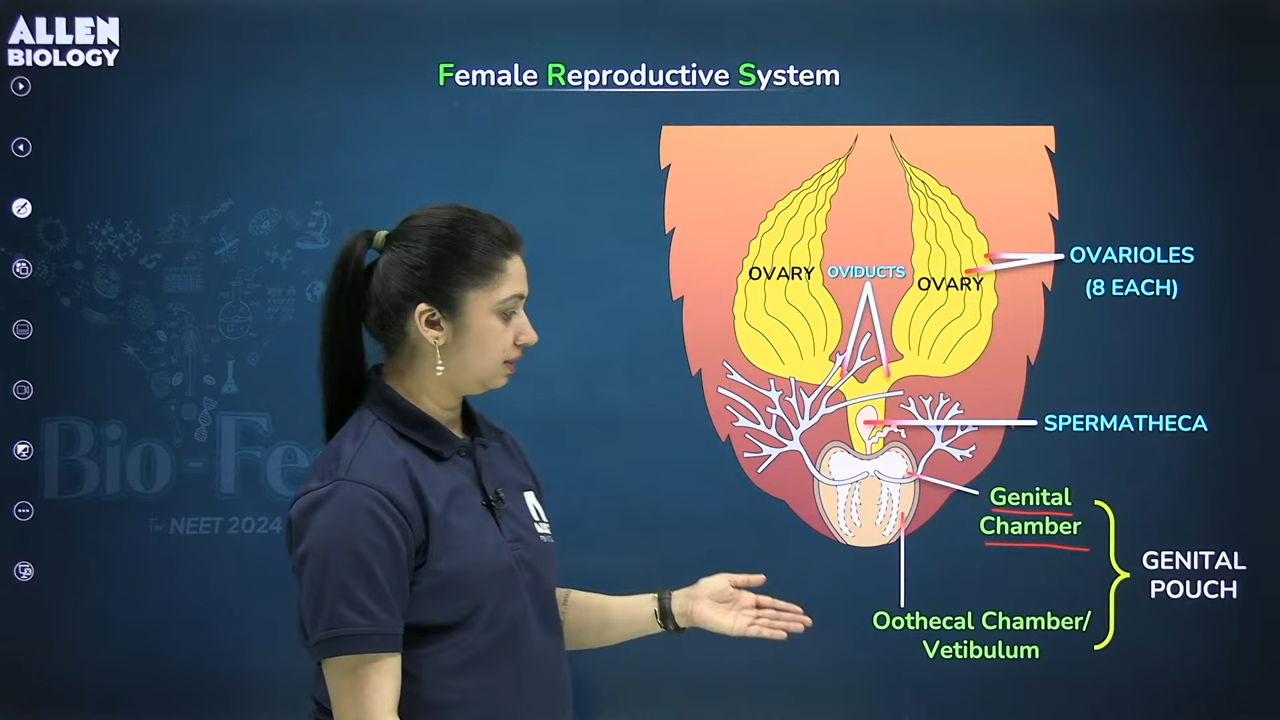 ALLEN
BIOLOGY
Female Reproductive System
OVARY
OVIDUCTS
OVARY
OVARIOLES
(8 EACH)
SPERMATHECA
Genital
Chamber
GENITAL
POUCH
Oothecal Chamber/
Vetibulum
Bio-Fe
NEET 2024